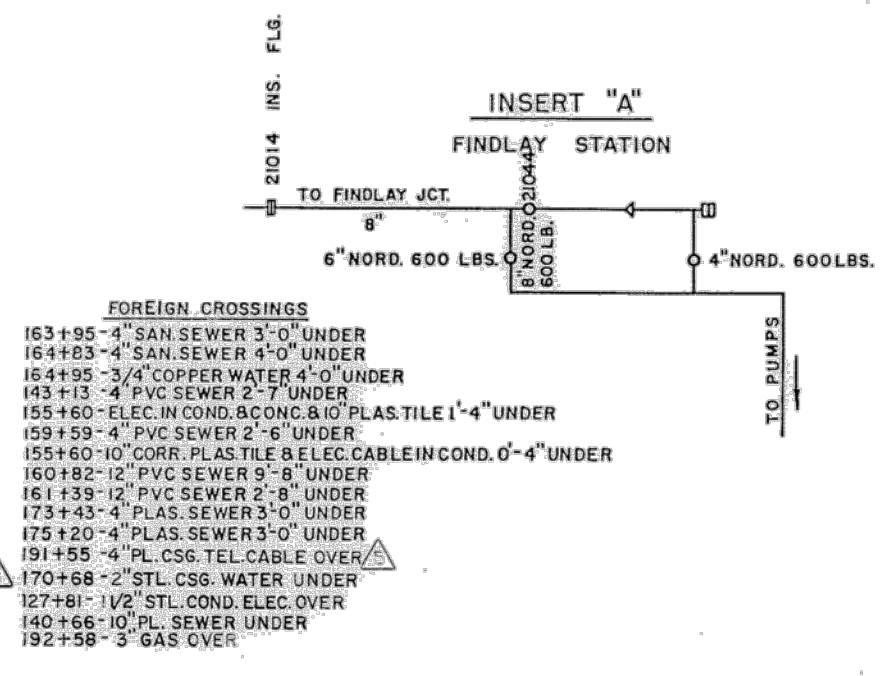 21014 INS. FLG.
INSERT "A"
FINDLAY STATION
TO FINDLAY JCT.
8"
21044
8" NORD.
600 LB.
6" NORD. 600 LBS.
4" NORD. 600 LBS.
TO PUMPS
FOREIGN CROSSINGS
163+95-4" SAN. SEWER 3'-0" UNDER
164+83-4" SAN. SEWER 4'-0" UNDER
164+95-3/4" COPPER WATER 4'-0" UNDER
143+13-4" PVC SEWER 2'-7" UNDER
155+60-ELEC. IN COND. & CONC. & 10" PLAS. TILE 1'-4" UNDER
159+59-4" PVC SEWER 2'-6" UNDER
155+60-10" CORR. PLAS TILE & ELEC. CABLE IN COND. 0'-4" UNDER
160+82-12" PVC SEWER 9'-8" UNDER
161+39-12" PVC SEWER 2'-8" UNDER
173+43-4" PLAS. SEWER 3'-0" UNDER
175+20-4" PLAS. SEWER 3'-0" UNDER
191+55-4" PL. CSG. TEL. CABLE OVER
170+68-2" STL. CSG. WATER UNDER
127+81-1 1/2" STL. COND. ELEC. OVER
140+66-10" PL. SEWER UNDER
192+58-3" GAS OVER